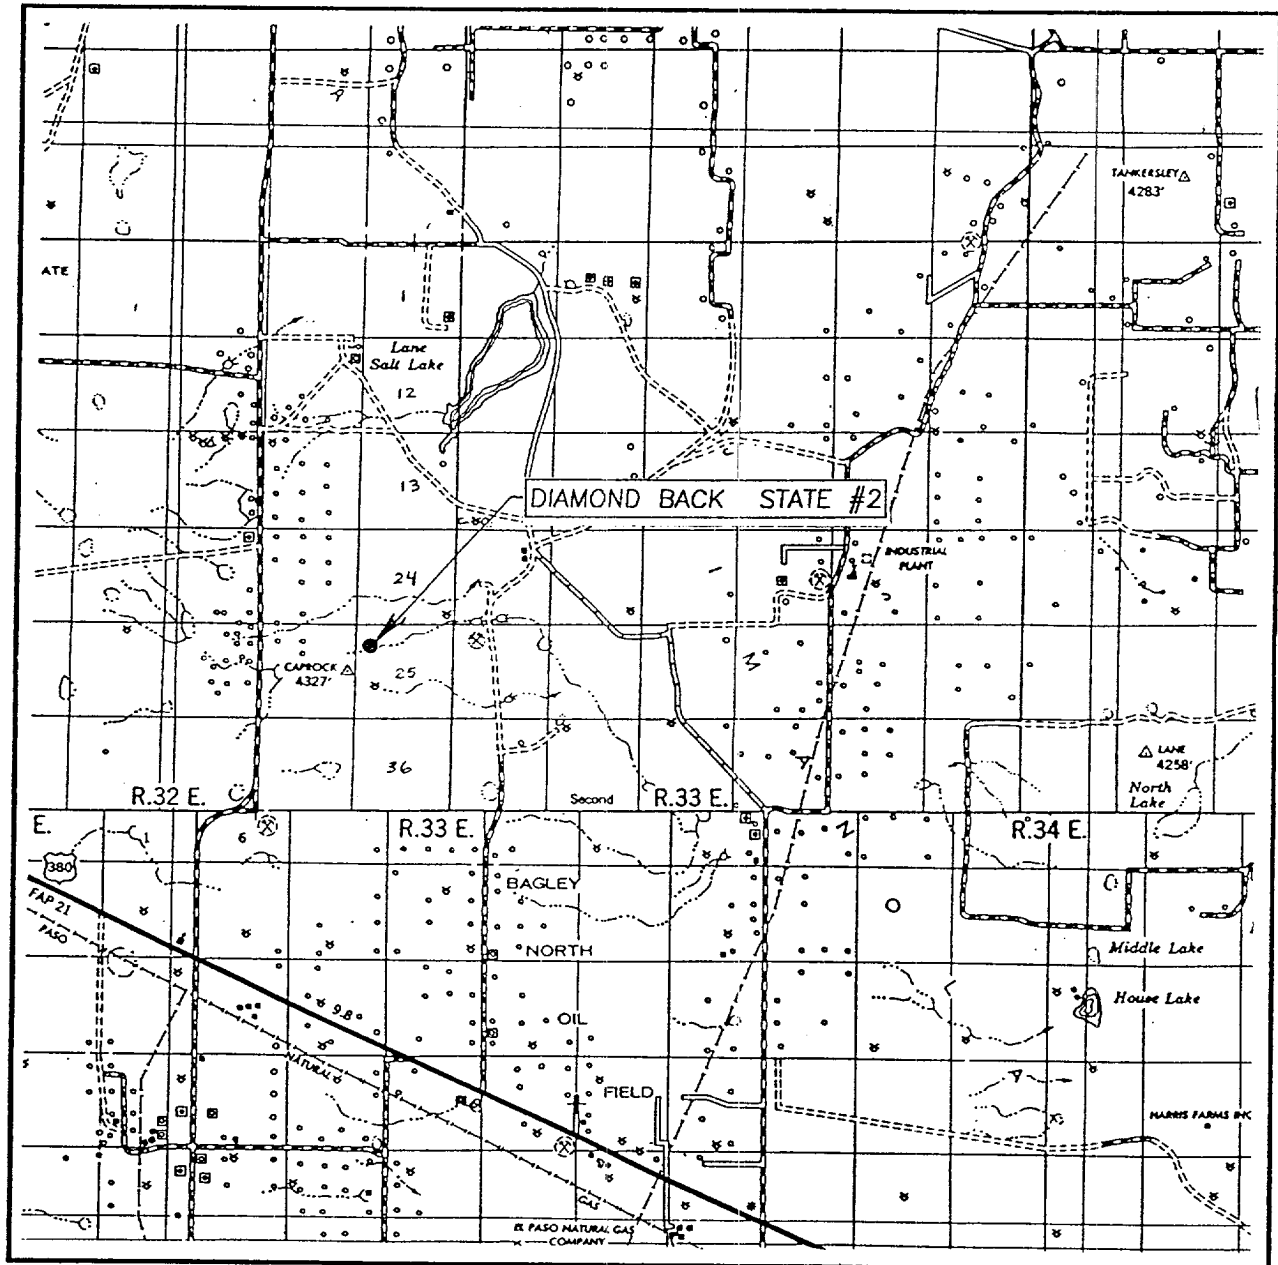 TANKERSLEY
4283'
ATE
1
1
Lane
Salt Lake
12
13
DIAMOND BACK STATE #2
INDUSTRIAL
PLANT
24
CAPROCK
4327'
25
LANE
4258'
36
North
Lake
R.32 E.
Second
R.33 E.
E.
1
6
R.33 E.
R.34 E.
380
BAGLEY
FAP 21
PASO
NORTH
Middle Lake
House Lake
9.8
OIL
NATURAL
FIELD
HARRIS FARMS INC
GAS
EL PASO NATURAL GAS
COMPANY